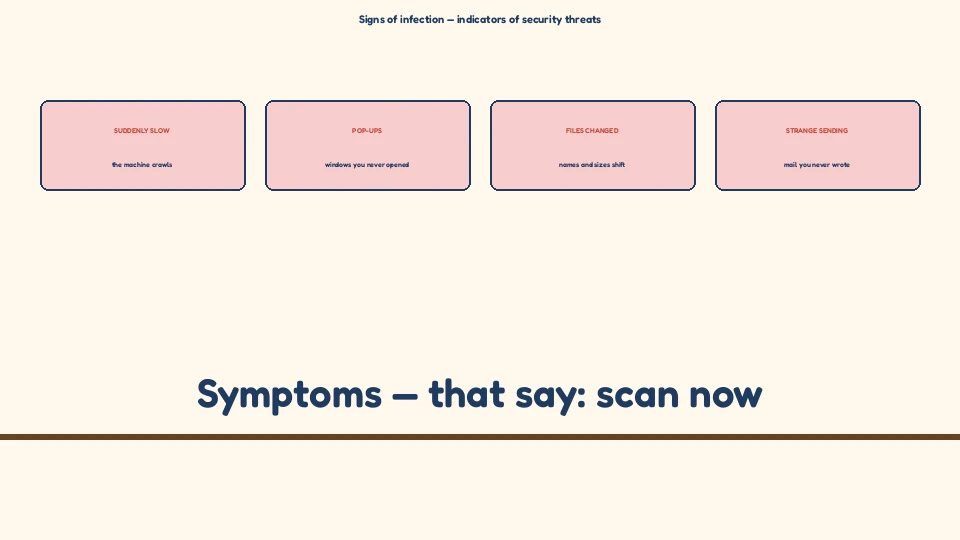 Signs of infection — indicators of security threats
SUDDENLY SLOW
the machine crawls
POP-UPS
windows you never opened
FILES CHANGED
names and sizes shift
STRANGE SENDING
mail you never wrote
Symptoms — that say: scan now